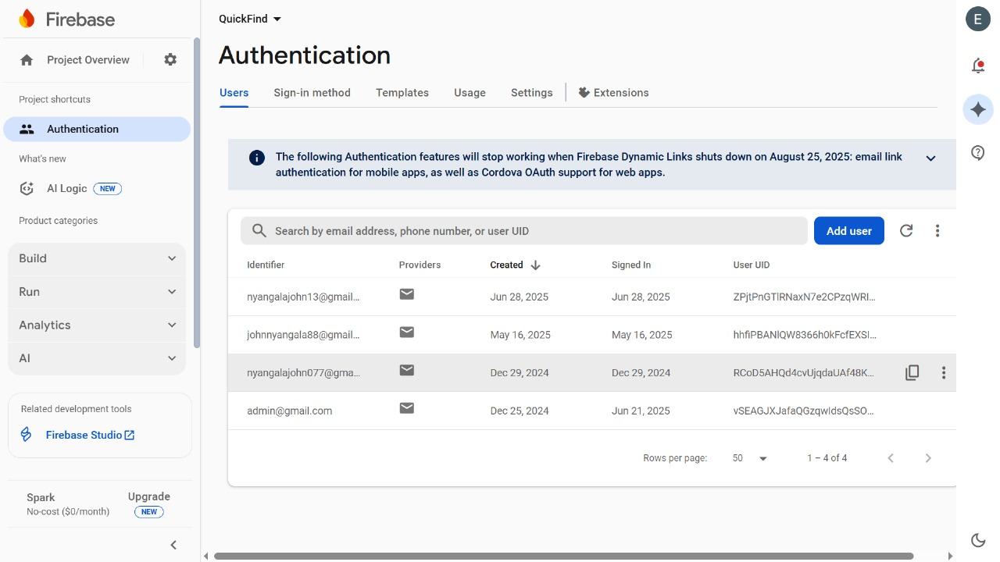 Firebase
Project Overview
Project shortcuts
Authentication
What's new
AI Logic NEW
Product categories
Build
Run
Analytics
AI
Related development tools
Firebase Studio
Spark
No-cost ($0/month)
Upgrade
NEW
QuickFind
Authentication
Users Sign-in method Templates Usage Settings Extensions
The following Authentication features will stop working when Firebase Dynamic Links shuts down on August 25, 2025: email link
authentication for mobile apps, as well as Cordova OAuth support for web apps.
Search by email address, phone number, or user UID Add user
Identifier Providers Created Signed In User UID
nyangalajohn13@gmail... Jun 28, 2025 Jun 28, 2025 ZPjtPnGTlRNaxN7e2CPzqWRI...
johnnyangala88@gmail... May 16, 2025 May 16, 2025 hhfiPBANlQW8366h0kFcfEXSI...
nyangalajohn077@gma... Dec 29, 2024 Dec 29, 2024 RCoD5AHQd4cvUjqdaUAf48K...
admin@gmail.com Dec 25, 2024 Jun 21, 2025 vSEAGJXJafaQGzqwIdsQsSO...
Rows per page: 50 1 – 4 of 4
E